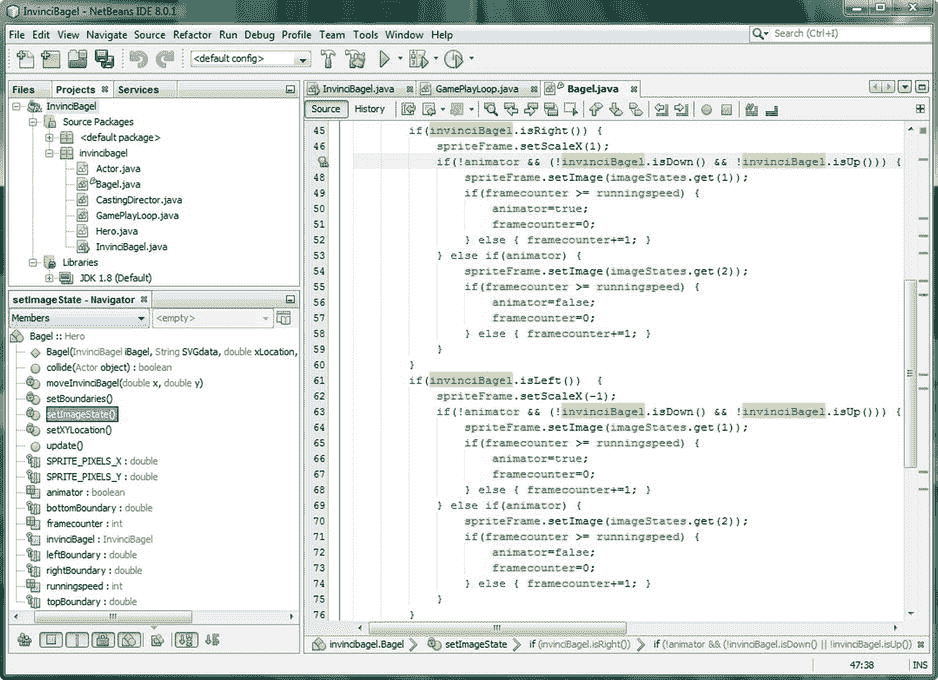 InvinciBagel - NetBeans IDE 8.0.1
File Edit View Navigate Source Refactor Run Debug Profile Team Tools Window Help
Search (Ctrl+I)
<default config>
Files Projects Services
InvinciBagel
Source Packages
<default package>
invincibagel
Actor.java
Bagel.java
CastingDirector.java
GamePlayLoop.java
Hero.java
InvinciBagel.java
Libraries
JDK 1.8 (Default)
setImageState - Navigator
Members <empty>
Bagel :: Hero
Bagel(InvinciBagel iBagel, String SVGdata, double xLocation,
collide(Actor object) : boolean
moveInvinciBagel(double x, double y)
setBoundaries()
setImageState()
setXYLocation()
update()
SPRITE_PIXELS_X : double
SPRITE_PIXELS_Y : double
animator : boolean
bottomBoundary : double
framecounter : int
invinciBagel : InvinciBagel
leftBoundary : double
rightBoundary : double
runningspeed : int
topBoundary : double
InvinciBagel.java GamePlayLoop.java Bagel.java
Source History
45 if(invinciBagel.isRight()) {
46 spriteFrame.setScaleX(1);
if(!animator && (!invinciBagel.isDown() && !invinciBagel.isUp())) {
48 spriteFrame.setImage(imageStates.get(1));
49 if(framecounter >= runningspeed) {
50 animator=true;
51 framecounter=0;
52 } else { framecounter+=1; }
53 } else if(animator) {
54 spriteFrame.setImage(imageStates.get(2));
55 if(framecounter >= runningspeed) {
56 animator=false;
57 framecounter=0;
58 } else { framecounter+=1; }
59 }
60 }
61 if(invinciBagel.isLeft()) {
62 spriteFrame.setScaleX(-1);
63 if(!animator && (!invinciBagel.isDown() && !invinciBagel.isUp())) {
64 spriteFrame.setImage(imageStates.get(1));
65 if(framecounter >= runningspeed) {
66 animator=true;
67 framecounter=0;
68 } else { framecounter+=1; }
69 } else if(animator) {
70 spriteFrame.setImage(imageStates.get(2));
71 if(framecounter >= runningspeed) {
72 animator=false;
73 framecounter=0;
74 } else { framecounter+=1; }
75 }
76 }
invincibagel.Bagel setImageState if (invinciBagel.isRight()) if (!animator && (!invinciBagel.isDown() || !invinciBagel.isUp())
47:38 INS